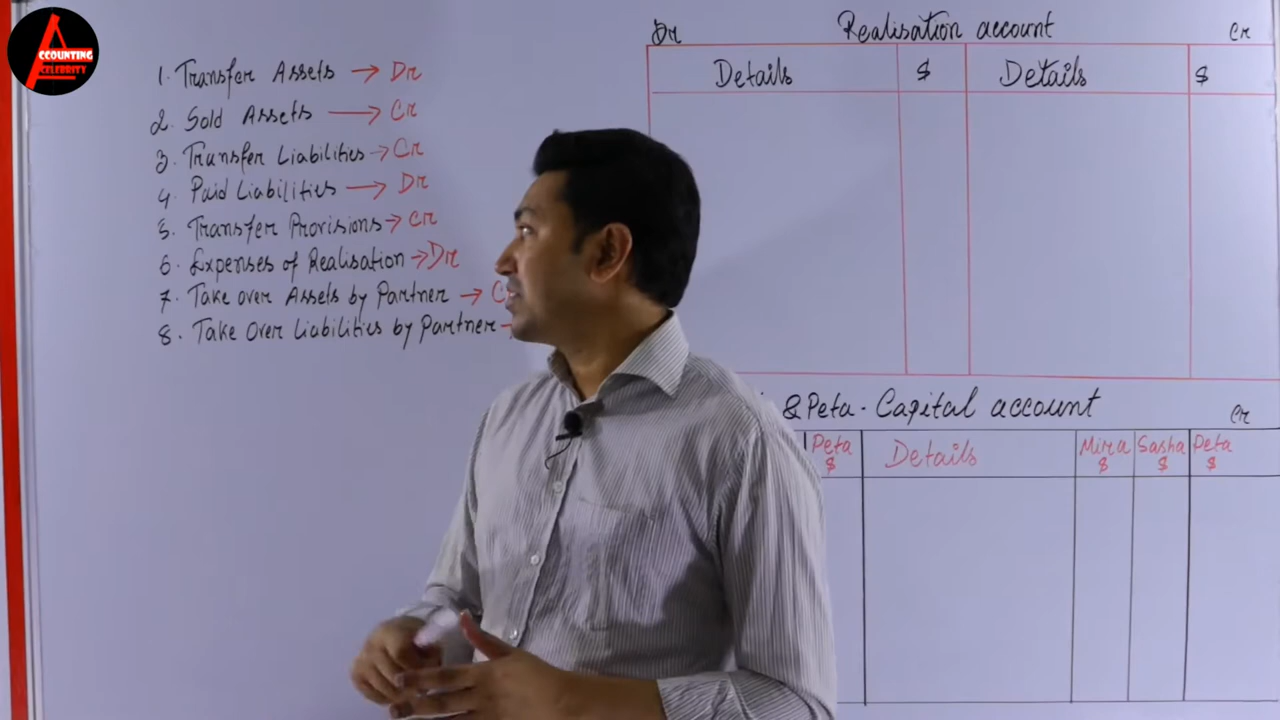 ACCOUNTING
CELEBRITY
1. Transfer Assets → Dr
2. Sold Assets → Cr
3. Transfer Liabilities → Cr
4. Paid Liabilities → Dr
5. Transfer Provisions → Cr
6. Expenses of Realisation → Dr
7. Take over Assets by Partner → C
8. Take Over Liabilities by Partner →
Dr Realisation account Cr
Details $ Details $
& Peta - Capital account Cr
Peta Details Mira Sasha Peta
$ $ $ $